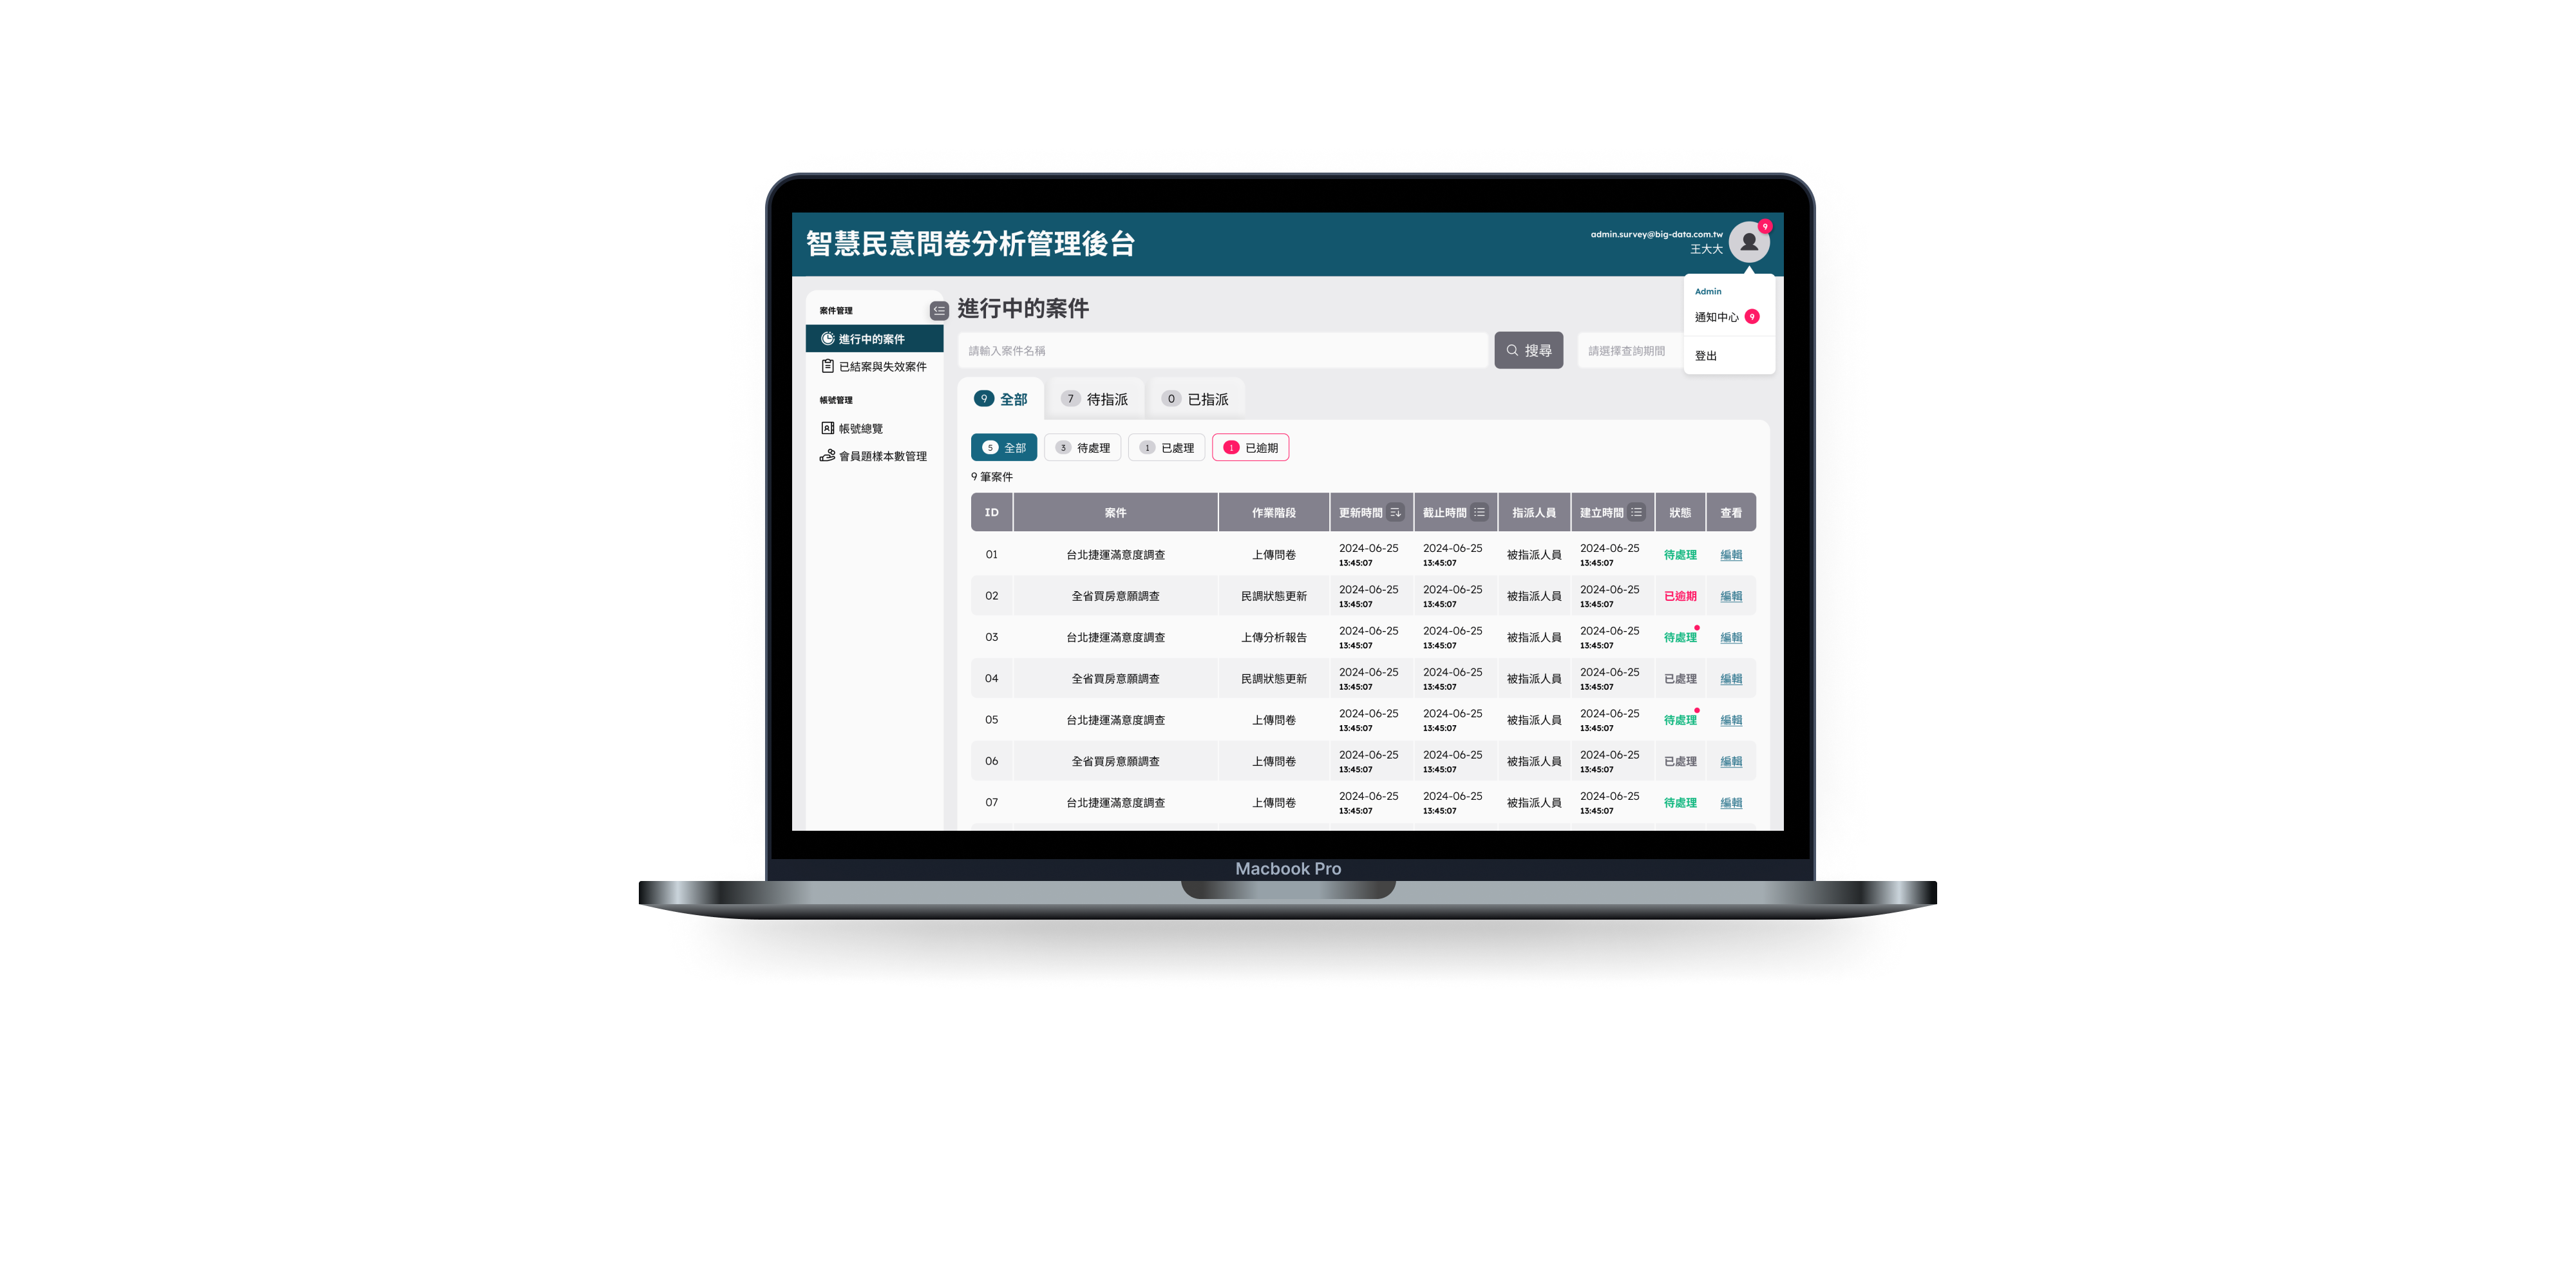 智慧民意問卷分析管理後台
admin.survey@big-data.com.tw
王大大
9
Admin
通知中心 9
登出
案件管理
進行中的案件
已結案與失效案件
帳號管理
帳號總覽
會員題樣本數管理
進行中的案件
請輸入案件名稱 搜尋 請選擇查詢期間
9 全部 7 待指派 0 已指派
5 全部 3 待處理 1 已處理 1 已逾期
9 筆案件
ID 案件 作業階段 更新時間 截止時間 指派人員 建立時間 狀態 查看
01 台北捷運滿意度調查 上傳問卷 2024-06-25 13:45:07 2024-06-25 13:45:07 被指派人員 2024-06-25 13:45:07 待處理 編輯
02 全省買房意願調查 民調狀態更新 2024-06-25 13:45:07 2024-06-25 13:45:07 被指派人員 2024-06-25 13:45:07 已逾期 編輯
03 台北捷運滿意度調查 上傳分析報告 2024-06-25 13:45:07 2024-06-25 13:45:07 被指派人員 2024-06-25 13:45:07 待處理 編輯
04 全省買房意願調查 民調狀態更新 2024-06-25 13:45:07 2024-06-25 13:45:07 被指派人員 2024-06-25 13:45:07 已處理 編輯
05 台北捷運滿意度調查 上傳問卷 2024-06-25 13:45:07 2024-06-25 13:45:07 被指派人員 2024-06-25 13:45:07 待處理 編輯
06 全省買房意願調查 上傳問卷 2024-06-25 13:45:07 2024-06-25 13:45:07 被指派人員 2024-06-25 13:45:07 已處理 編輯
07 台北捷運滿意度調查 上傳問卷 2024-06-25 13:45:07 2024-06-25 13:45:07 被指派人員 2024-06-25 13:45:07 待處理 編輯
Macbook Pro